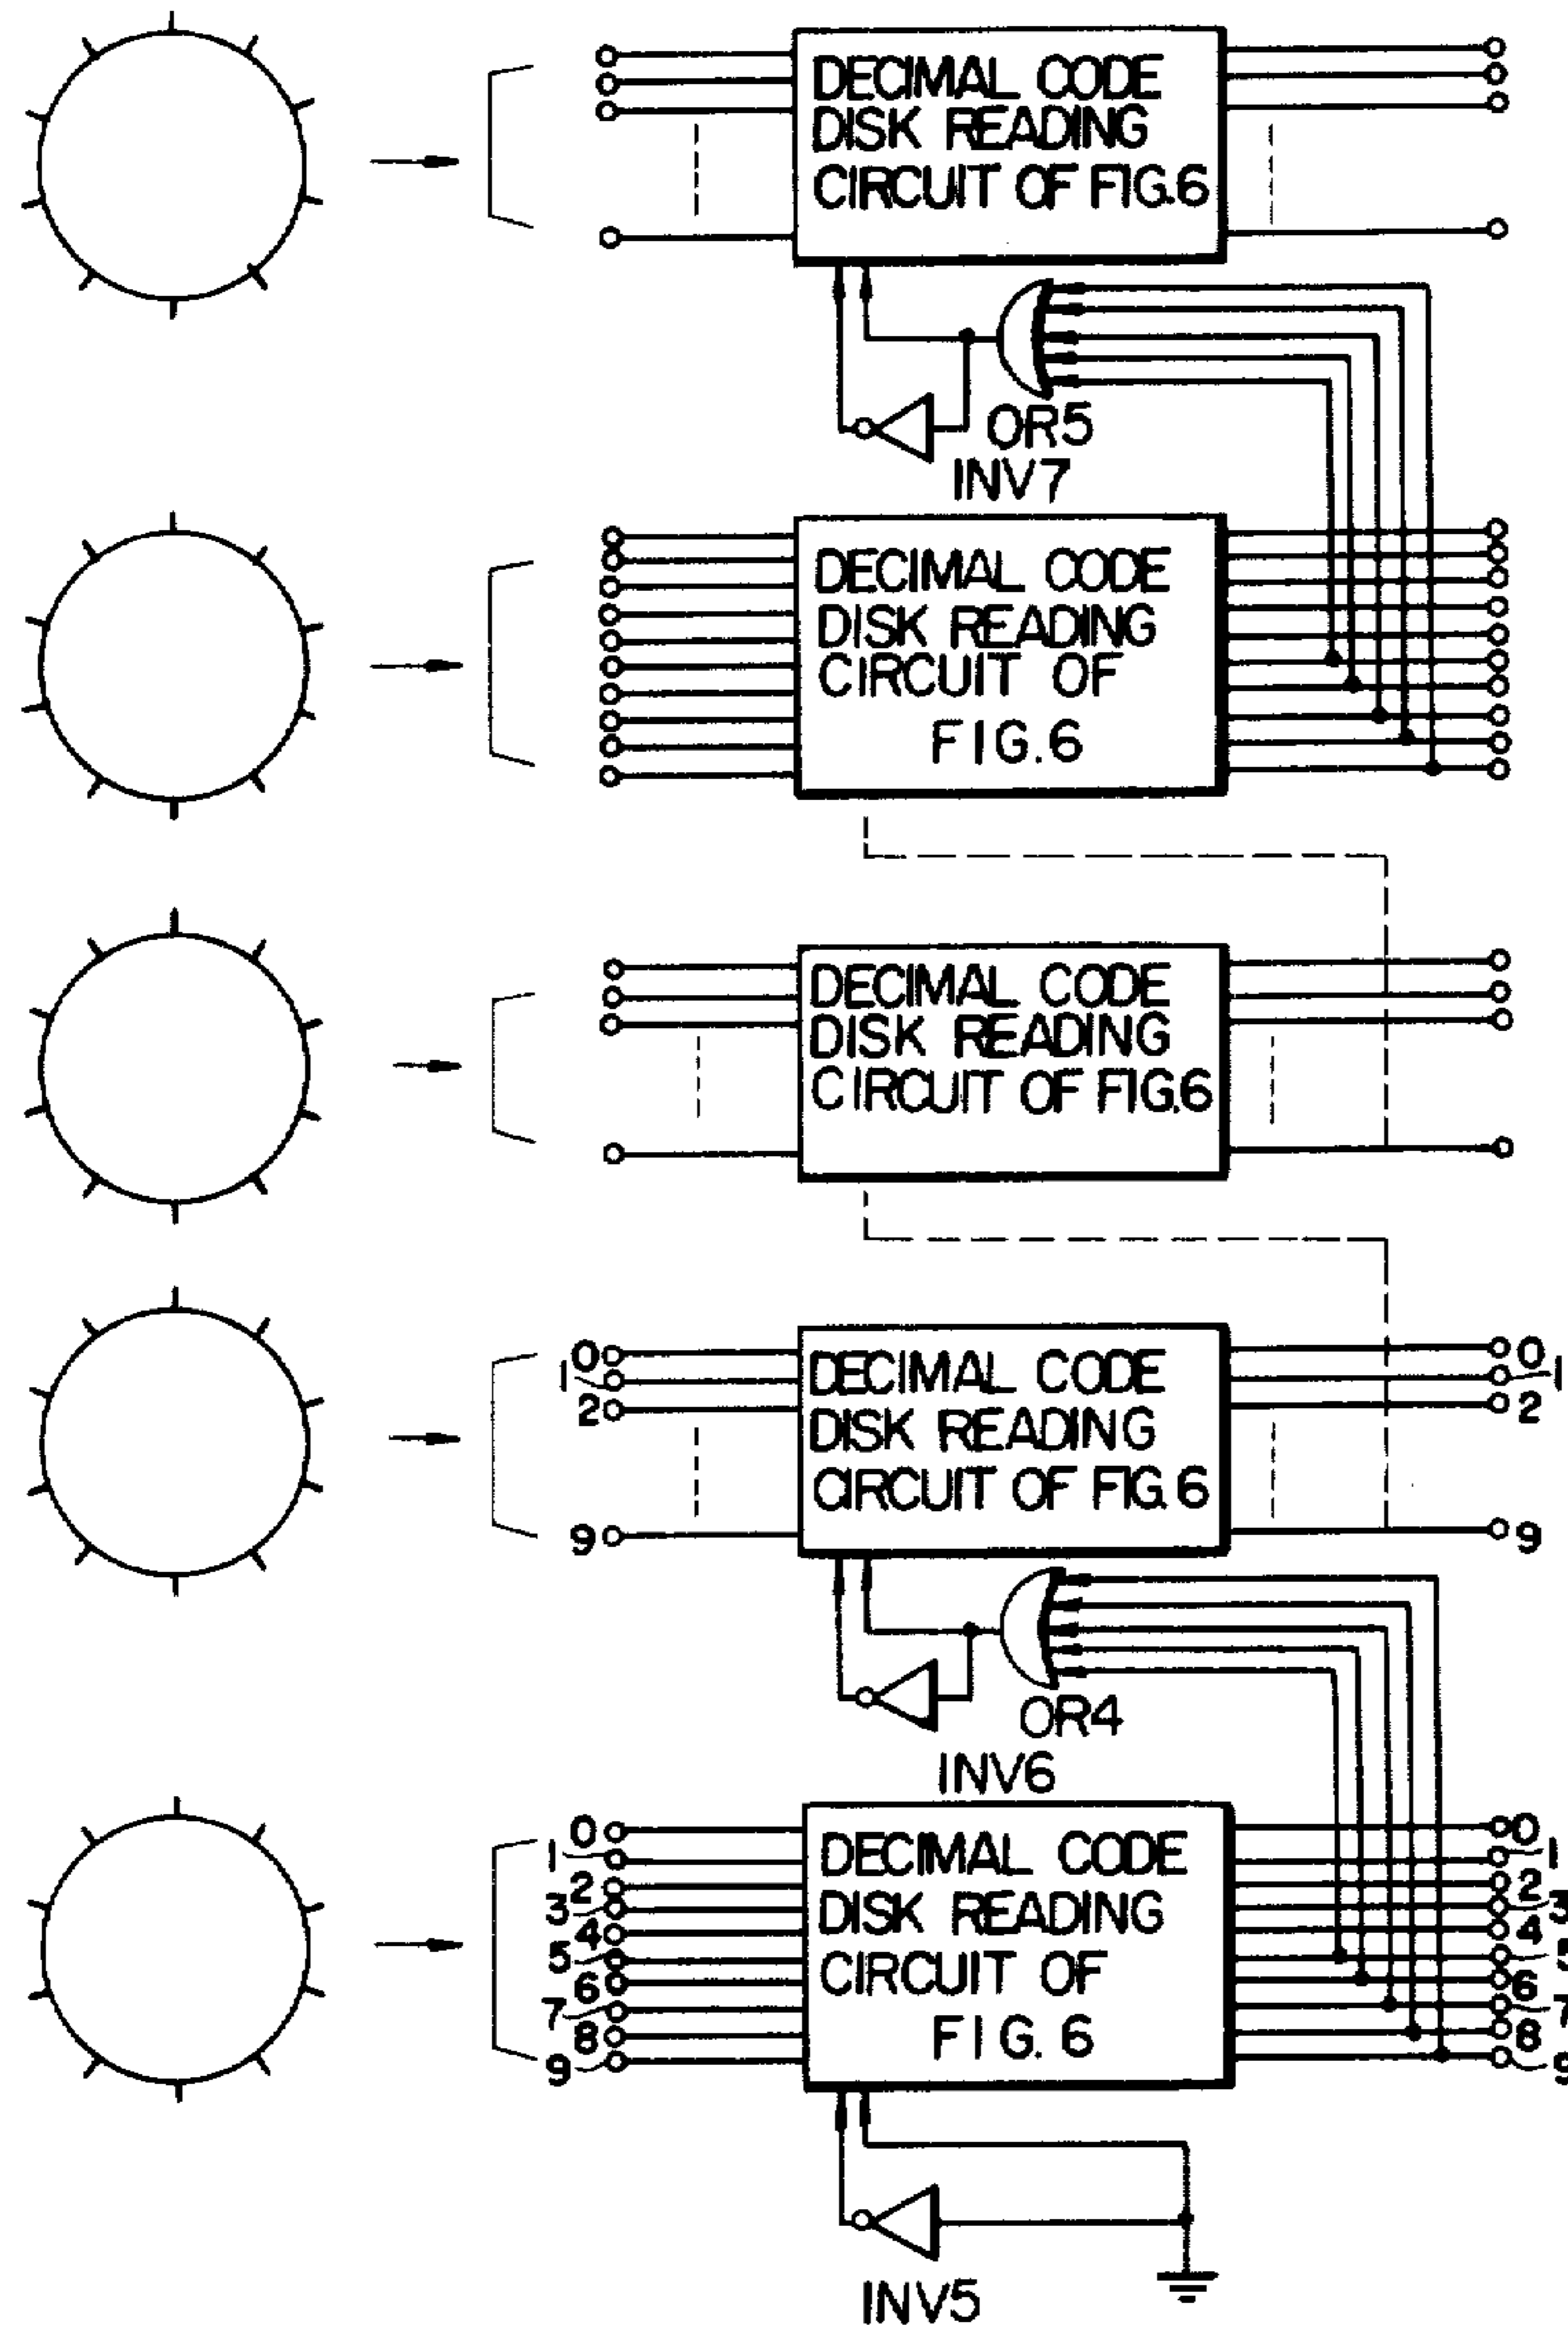 DECIMAL CODE
DISK READING
CIRCUIT OF FIG.6
OR5
INV7
DECIMAL CODE
DISK READING
CIRCUIT OF
FIG.6
DECIMAL CODE
DISK READING
CIRCUIT OF FIG.6
0
1
2
9
DECIMAL CODE
DISK READING
CIRCUIT OF FIG.6
0
1
2
9
OR4
INV6
0
1
2
3
4
5
6
7
8
9
DECIMAL CODE
DISK READING
CIRCUIT OF
FIG. 6
0
1
2
3
4
5
6
7
8
9
INV5